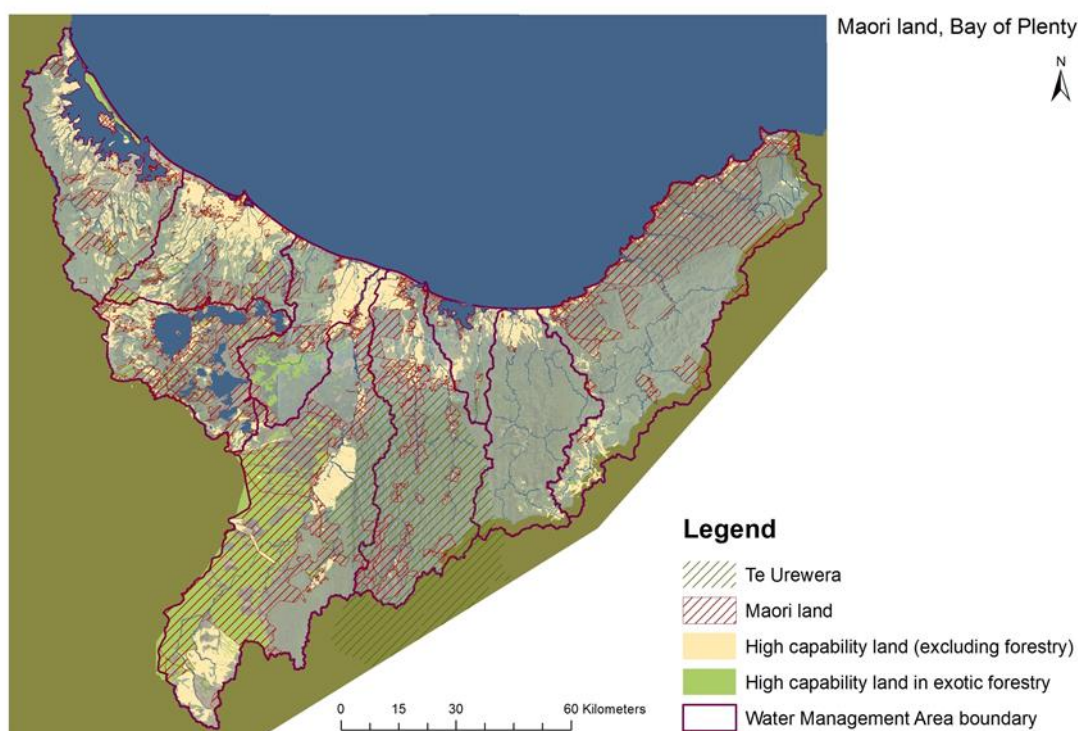 Maori land, Bay of Plenty
N
Legend
Te Urewera
Maori land
High capability land (excluding forestry)
High capability land in exotic forestry
Water Management Area boundary
0 15 30 60 Kilometers